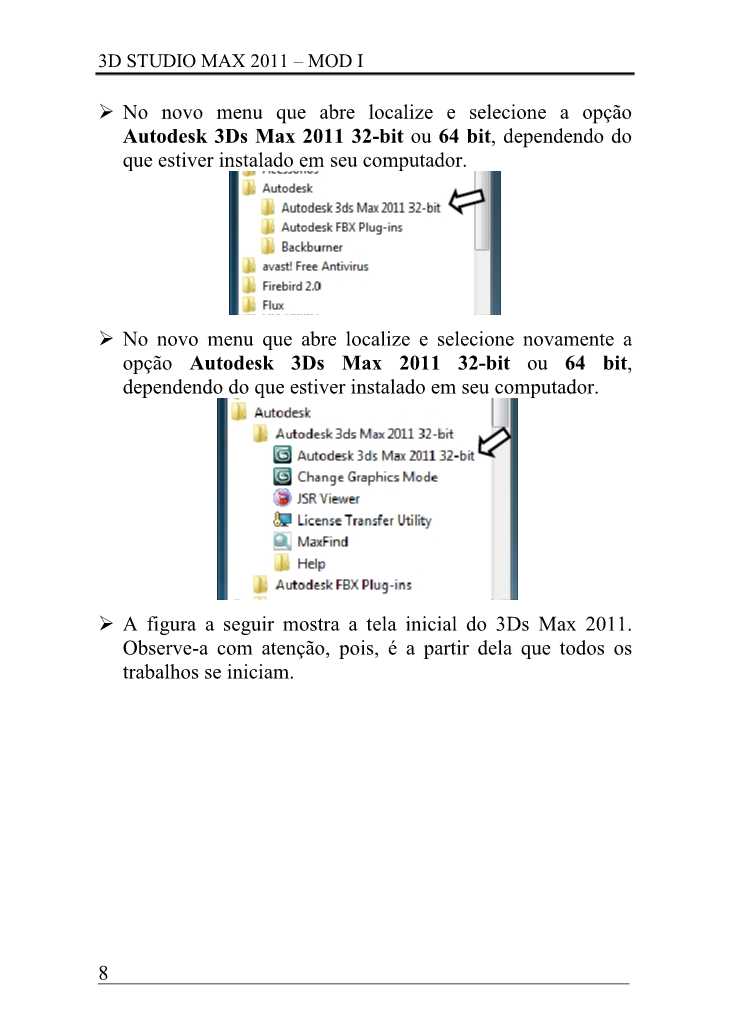 3D STUDIO MAX 2011 – MOD I
➢ No novo menu que abre localize e selecione a opção
Autodesk 3Ds Max 2011 32-bit ou 64 bit, dependendo do
que estiver instalado em seu computador.
Autodesk
Autodesk 3ds Max 2011 32-bit
Autodesk FBX Plug-ins
Backburner
avast! Free Antivirus
Firebird 2.0
Flux
➢ No novo menu que abre localize e selecione novamente a
opção Autodesk 3Ds Max 2011 32-bit ou 64 bit,
dependendo do que estiver instalado em seu computador.
Autodesk
Autodesk 3ds Max 2011 32-bit
Autodesk 3ds Max 2011 32-bit
Change Graphics Mode
JSR Viewer
License Transfer Utility
MaxFind
Help
Autodesk FBX Plug-ins
➢ A figura a seguir mostra a tela inicial do 3Ds Max 2011.
Observe-a com atenção, pois, é a partir dela que todos os
trabalhos se iniciam.
8